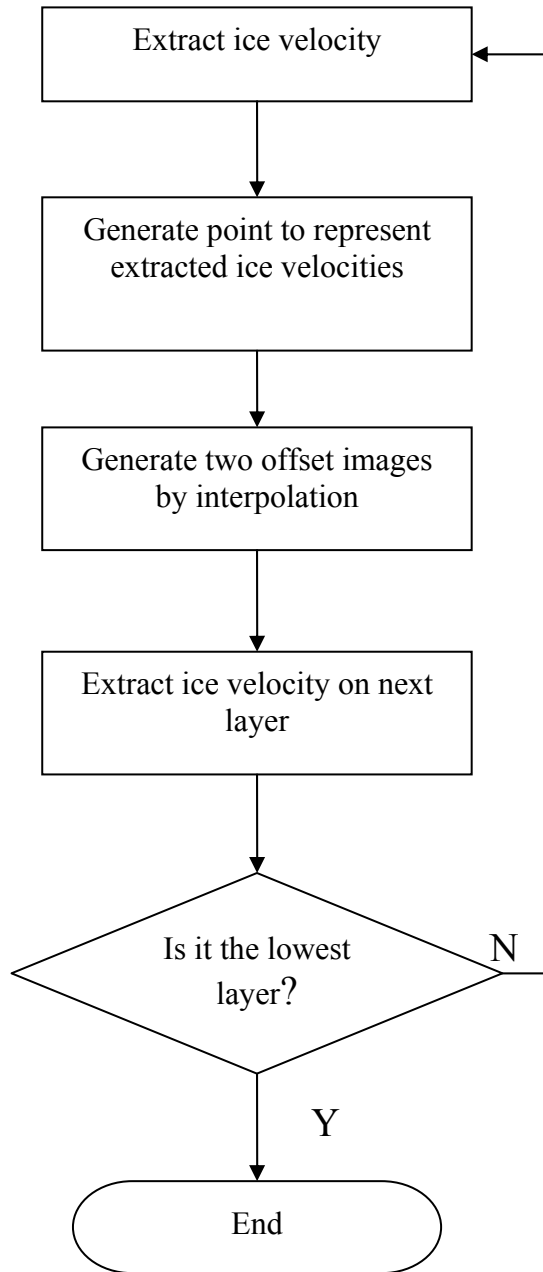 Extract ice velocity
Generate point to represent
extracted ice velocities
Generate two offset images
by interpolation
Extract ice velocity on next
layer
Is it the lowest
layer?
N
Y
End